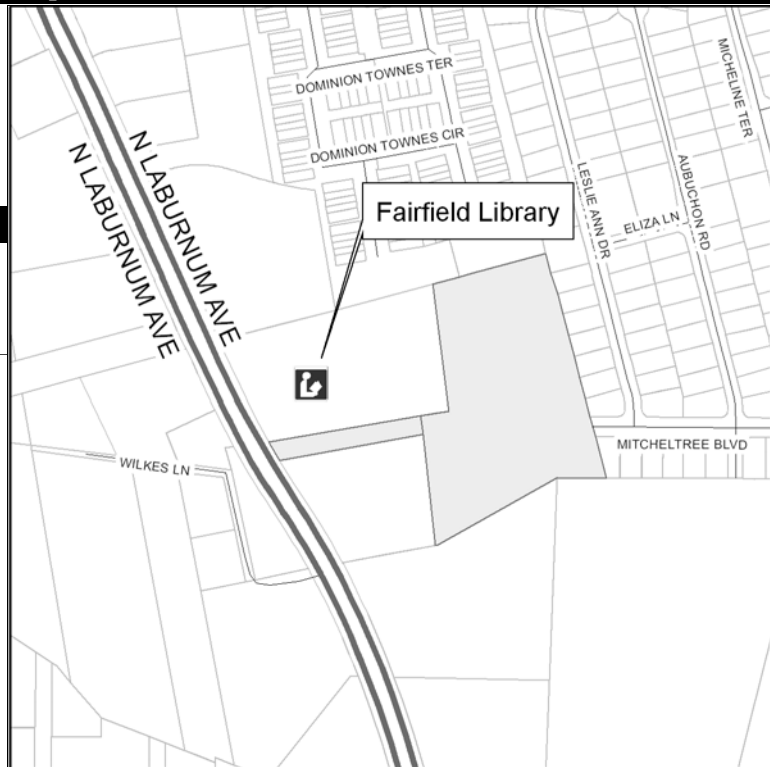 DOMINION TOWNES TER
MICHELINE TER
N LABURNUM AVE
N LABURNUM AVE
DOMINION TOWNES CIR
LESLIE ANN DR
AUBUCHON RD
Fairfield Library
ELIZA LN
MITCHELTREE BLVD
WILKES LN